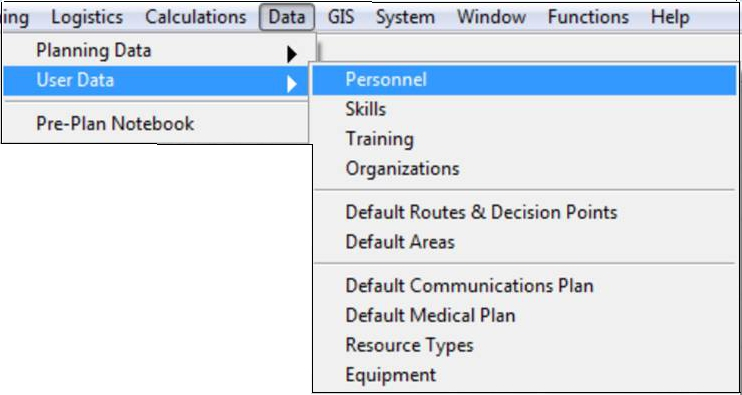 ing Logistics Calculations Data GIS System Window Functions Help
Planning Data
User Data
Pre-Plan Notebook
Personnel
Skills
Training
Organizations
Default Routes & Decision Points
Default Areas
Default Communications Plan
Default Medical Plan
Resource Types
Equipment